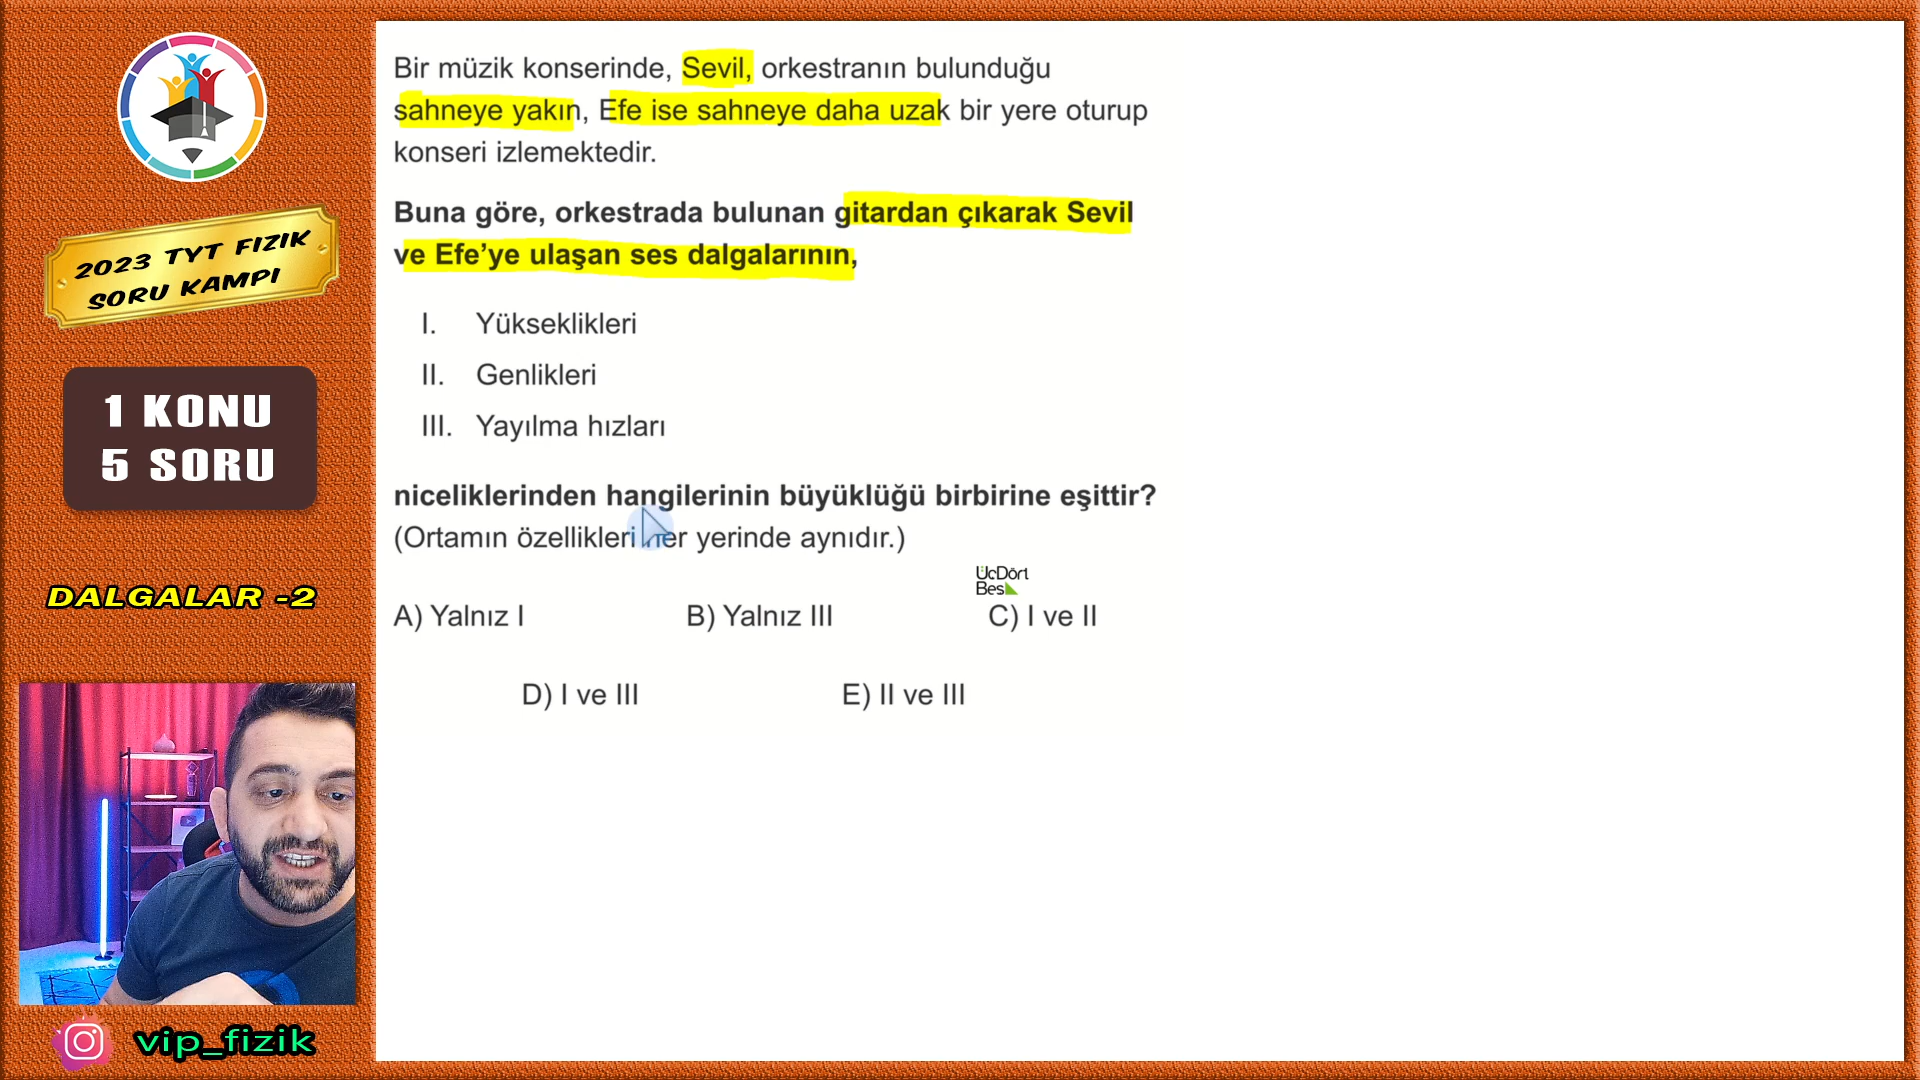 2023 TYT FIZIK
SORU KAMPI
1 KONU
5 SORU
DALGALAR -2
vip_fizik
Bir müzik konserinde, Sevil, orkestranın bulunduğu
sahneye yakın, Efe ise sahneye daha uzak bir yere oturup
konseri izlemektedir.
Buna göre, orkestrada bulunan gitardan çıkarak Sevil
ve Efe’ye ulaşan ses dalgalarının,
I. Yükseklikleri
II. Genlikleri
III. Yayılma hızları
niceliklerinden hangilerinin büyüklüğü birbirine eşittir?
(Ortamın özellikleri her yerinde aynıdır.)
ÜçDört
Beş
A) Yalnız I B) Yalnız III C) I ve II
D) I ve III E) II ve III